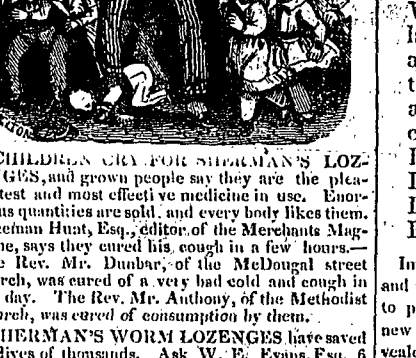 CHILDREN CRY FOR SHERMAN'S LOZ-
GES, and grown people say they are the plea-
test and most effective medicine in use. Enor-
us quantities are sold, and every body likes them.
eeman Hunt, Esq., editor of the Merchants Mag-
ne, says they cured his cough in a few hours.—
e Rev. Mr. Dunbar, of the McDougal street
rch, was cured of a very bad cold and cough in
day. The Rev. Mr. Anthony, of the Methodist
rch, was cured of consumption by them.
HERMAN'S WORM LOZENGES have saved
lives of thousands. Ask W. E. Evans, Esq. 6
In
and
to p
new